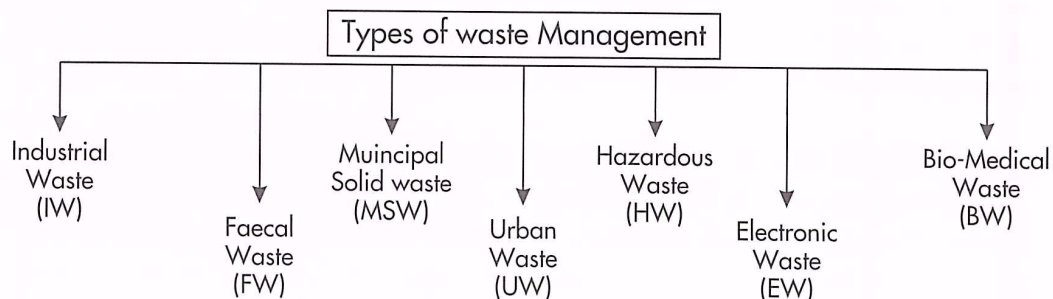 Types of waste Management
Industrial
Waste
(IW)
Faecal
Waste
(FW)
Muincipal
Solid waste
(MSW)
Urban
Waste
(UW)
Hazardous
Waste
(HW)
Electronic
Waste
(EW)
Bio-Medical
Waste
(BW)